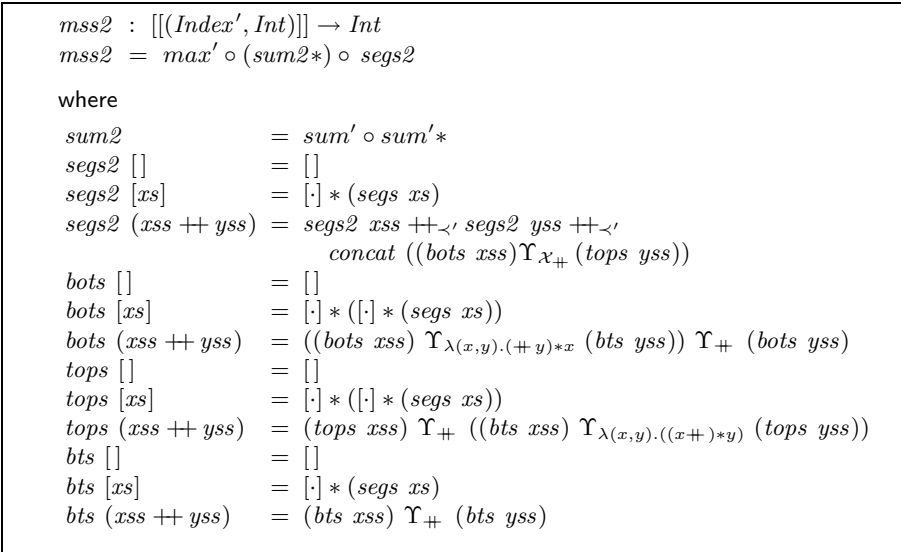 mss2 : [[(Index′, Int)]] → Int
mss2 = max′ ∘ (sum2∗) ∘ segs2
where
sum2 = sum′ ∘ sum′∗
segs2 [ ] = [ ]
segs2 [xs] = [·] ∗ (segs xs)
segs2 (xss ++ yss) = segs2 xss ++≺′ segs2 yss ++≺′
concat ((bots xss)ϒ𝒳++ (tops yss))
bots [ ] = [ ]
bots [xs] = [·] ∗ ([·] ∗ (segs xs))
bots (xss ++ yss) = ((bots xss) ϒλ(x,y).(++ y)∗x (bts yss)) ϒ++ (bots yss)
tops [ ] = [ ]
tops [xs] = [·] ∗ ([·] ∗ (segs xs))
tops (xss ++ yss) = (tops xss) ϒ++ ((bts xss) ϒλ(x,y).((x++ )∗y) (tops yss))
bts [ ] = [ ]
bts [xs] = [·] ∗ (segs xs)
bts (xss ++ yss) = (bts xss) ϒ++ (bts yss)